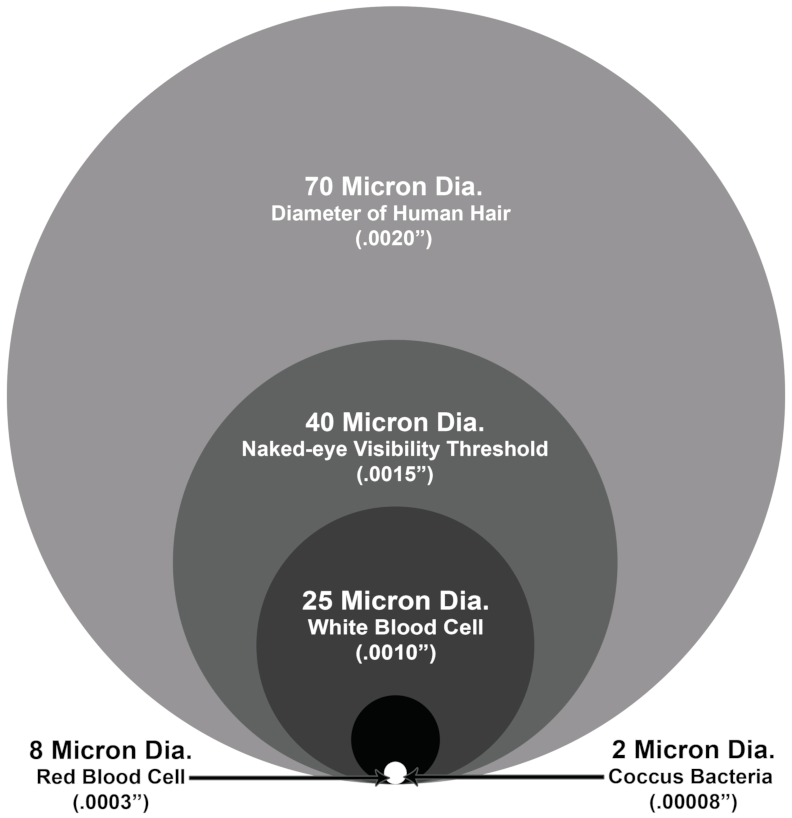 70 Micron Dia.
Diameter of Human Hair
(.0020”)
40 Micron Dia.
Naked-eye Visibility Threshold
(.0015”)
25 Micron Dia.
White Blood Cell
(.0010”)
8 Micron Dia.
Red Blood Cell
(.0003”)
2 Micron Dia.
Coccus Bacteria
(.00008”)